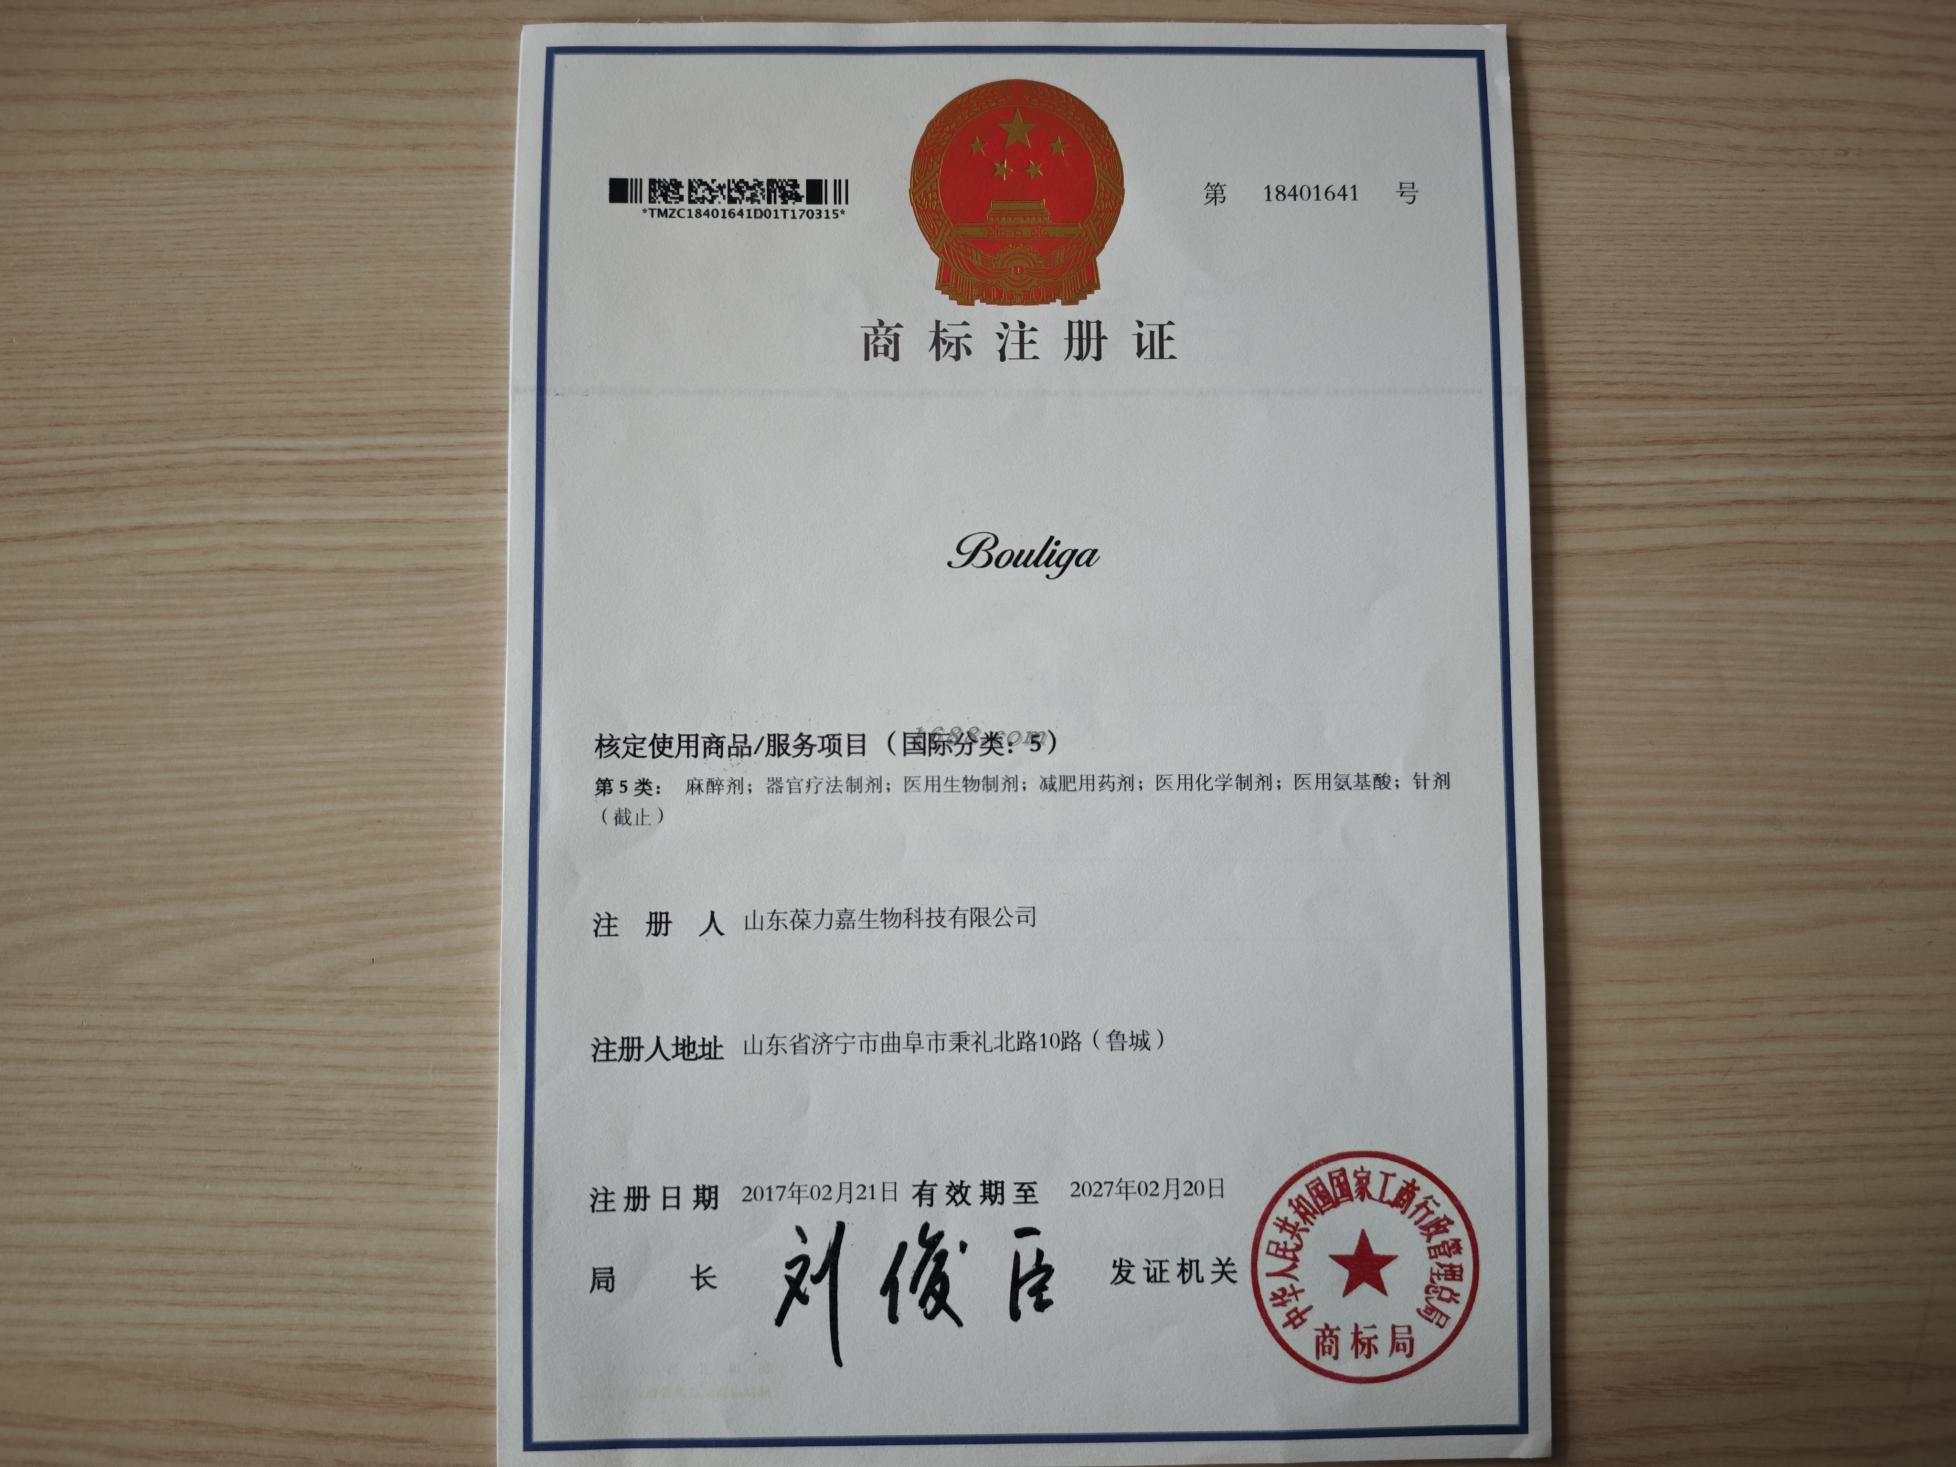 *TMZC18401641D01T170315*
第 18401641 号
商标注册证
Bouliga
1688.com
核定使用商品/服务项目（国际分类：5）
第5类： 麻醉剂；器官疗法制剂；医用生物制剂；减肥用药剂；医用化学制剂；医用氨基酸；针剂
（截止）
注册人 山东葆力嘉生物科技有限公司
注册人地址 山东省济宁市曲阜市秉礼北路10路（鲁城）
注册日期 2017年02月21日 有效期至 2027年02月20日
局长 刘俊臣 发证机关
中华人民共和国国家工商行政管理总局
商标局